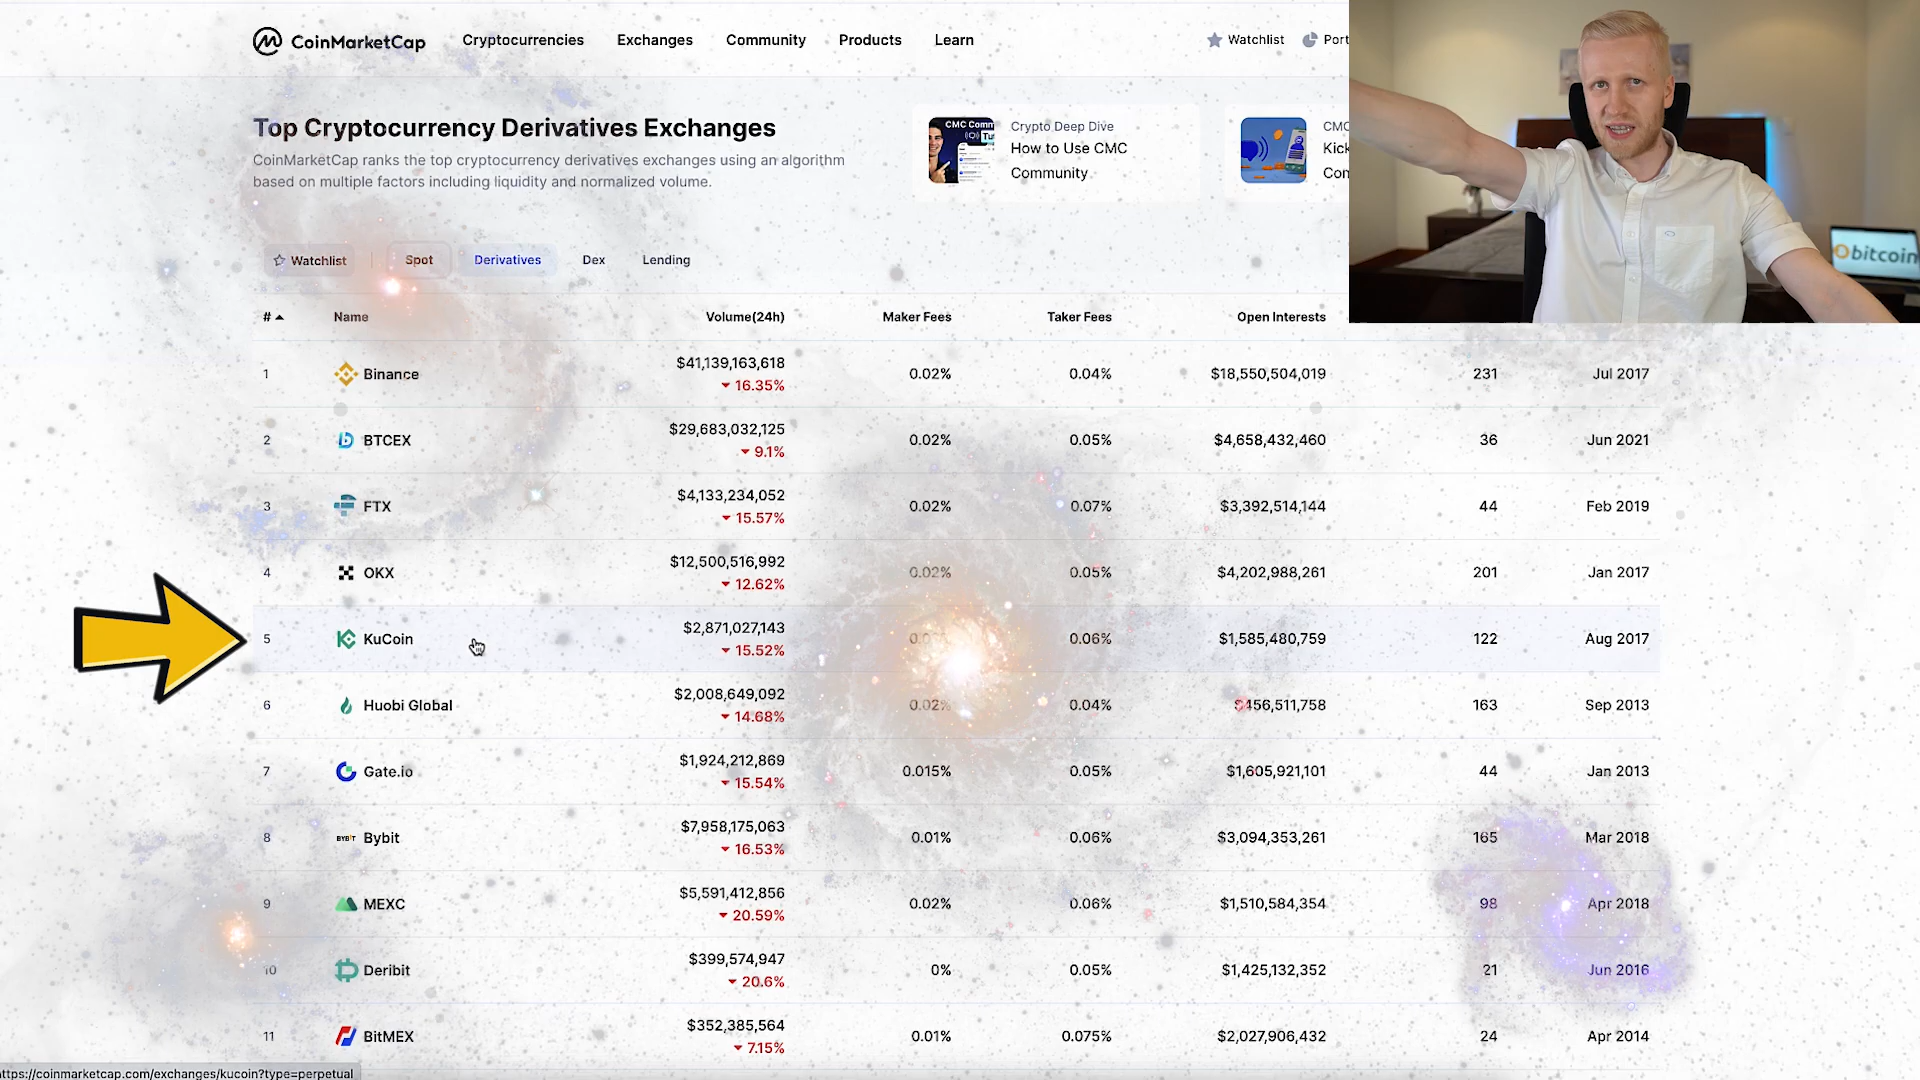 CoinMarketCap Cryptocurrencies Exchanges Community Products Learn Watchlist Port
Top Cryptocurrency Derivatives Exchanges
CoinMarketCap ranks the top cryptocurrency derivatives exchanges using an algorithm
based on multiple factors including liquidity and normalized volume.
CMC Comm
Crypto Deep Dive
How to Use CMC
Community
CMC
Kick
Con
bitcoin
Watchlist Spot Derivatives Dex Lending
# Name Volume(24h) Maker Fees Taker Fees Open Interests
1 Binance $41,139,163,618 0.02% 0.04% $18,550,504,019 231 Jul 2017
16.35%
2 BTCEX $29,683,032,125 0.02% 0.05% $4,658,432,460 36 Jun 2021
9.1%
3 FTX $4,133,234,052 0.02% 0.07% $3,392,514,144 44 Feb 2019
15.57%
4 OKX $12,500,516,992 0.02% 0.05% $4,202,988,261 201 Jan 2017
12.62%
5 KuCoin $2,871,027,143 0.06% $1,585,480,759 122 Aug 2017
15.52%
6 Huobi Global $2,008,649,092 0.02% 0.04% $456,511,758 163 Sep 2013
14.68%
7 Gate.io $1,924,212,869 0.015% 0.05% $1,605,921,101 44 Jan 2013
15.54%
8 BYBIT Bybit $7,958,175,063 0.01% 0.06% $3,094,353,261 165 Mar 2018
16.53%
9 MEXC $5,591,412,856 0.02% 0.06% $1,510,584,354 98 Apr 2018
20.59%
10 Deribit $399,574,947 0% 0.05% $1,425,132,352 21 Jun 2016
20.6%
11 BitMEX $352,385,564 0.01% 0.075% $2,027,906,432 24 Apr 2014
7.15%
ttps://coinmarketcap.com/exchanges/kucoin?type=perpetual